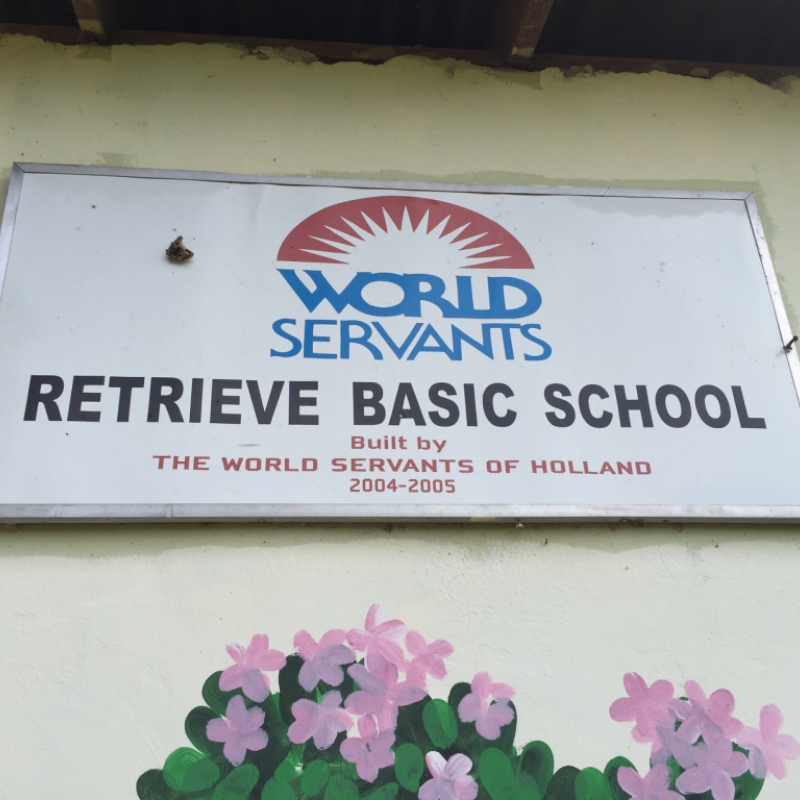 WORLD
SERVANTS
RETRIEVE BASIC SCHOOL
Built by
THE WORLD SERVANTS OF HOLLAND
2004-2005